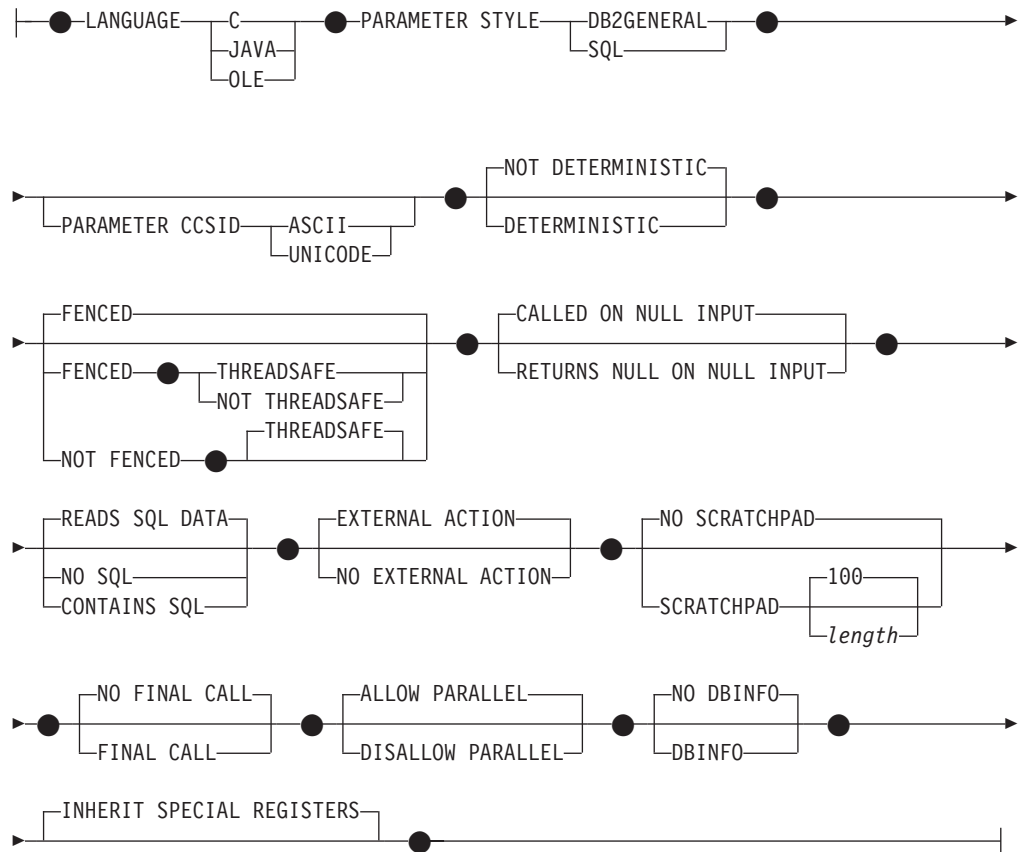 LANGUAGE C PARAMETER STYLE DB2GENERAL
JAVA SQL
OLE
NOT DETERMINISTIC
PARAMETER CCSID ASCII DETERMINISTIC
UNICODE
FENCED CALLED ON NULL INPUT
FENCED THREADSAFE RETURNS NULL ON NULL INPUT
NOT THREADSAFE
THREADSAFE
NOT FENCED
READS SQL DATA EXTERNAL ACTION NO SCRATCHPAD
NO SQL NO EXTERNAL ACTION 100
CONTAINS SQL SCRATCHPAD
length
NO FINAL CALL ALLOW PARALLEL NO DBINFO
FINAL CALL DISALLOW PARALLEL DBINFO
INHERIT SPECIAL REGISTERS